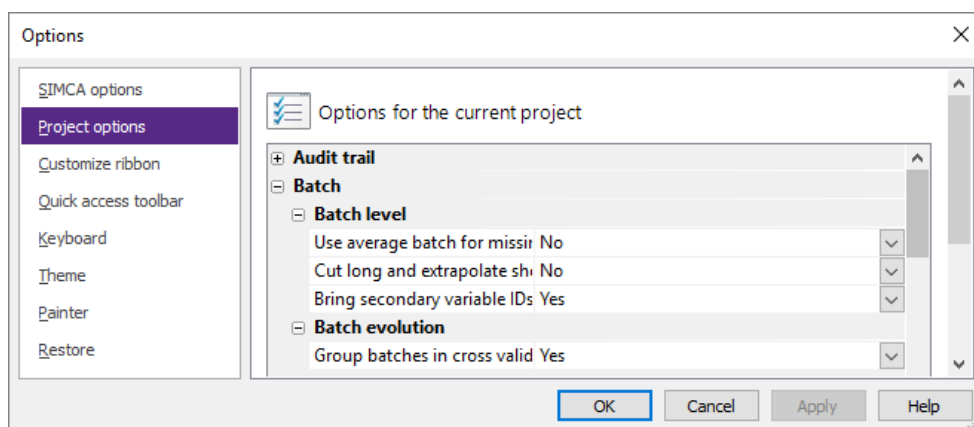 Options
SIMCA options
Project options
Customize ribbon
Quick access toolbar
Keyboard
Theme
Painter
Restore
Options for the current project
Audit trail
Batch
Batch level
Use average batch for missir No
Cut long and extrapolate sh No
Bring secondary variable IDs Yes
Batch evolution
Group batches in cross valid Yes
OK Cancel Apply Help